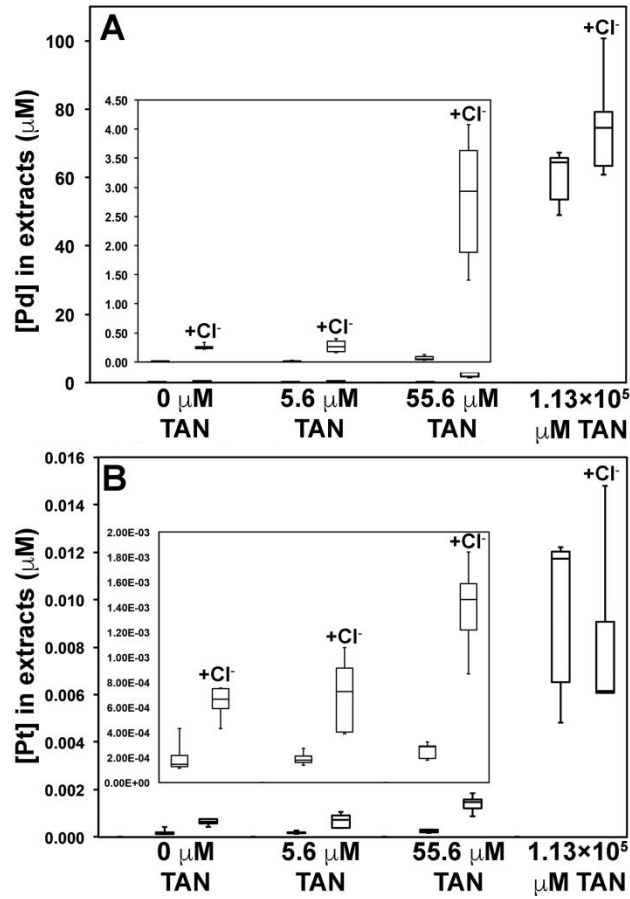 A
[Pd] in extracts (μM)
100
80
60
40
20
0
4.50
4.00
3.50
3.00
2.50
2.00
1.50
1.00
0.50
0.00
+Cl-
+Cl-
+Cl-
+Cl-
0 μM
TAN
5.6 μM
TAN
55.6 μM
TAN
1.13×10⁵
μM TAN
B
[Pt] in extracts (μM)
0.016
0.014
0.012
0.010
0.008
0.006
0.004
0.002
0.000
2.00E-03
1.80E-03
1.60E-03
1.40E-03
1.20E-03
1.00E-03
8.00E-04
6.00E-04
4.00E-04
2.00E-04
0.00E+00
+Cl-
+Cl-
+Cl-
+Cl-
0 μM
TAN
5.6 μM
TAN
55.6 μM
TAN
1.13×10⁵
μM TAN